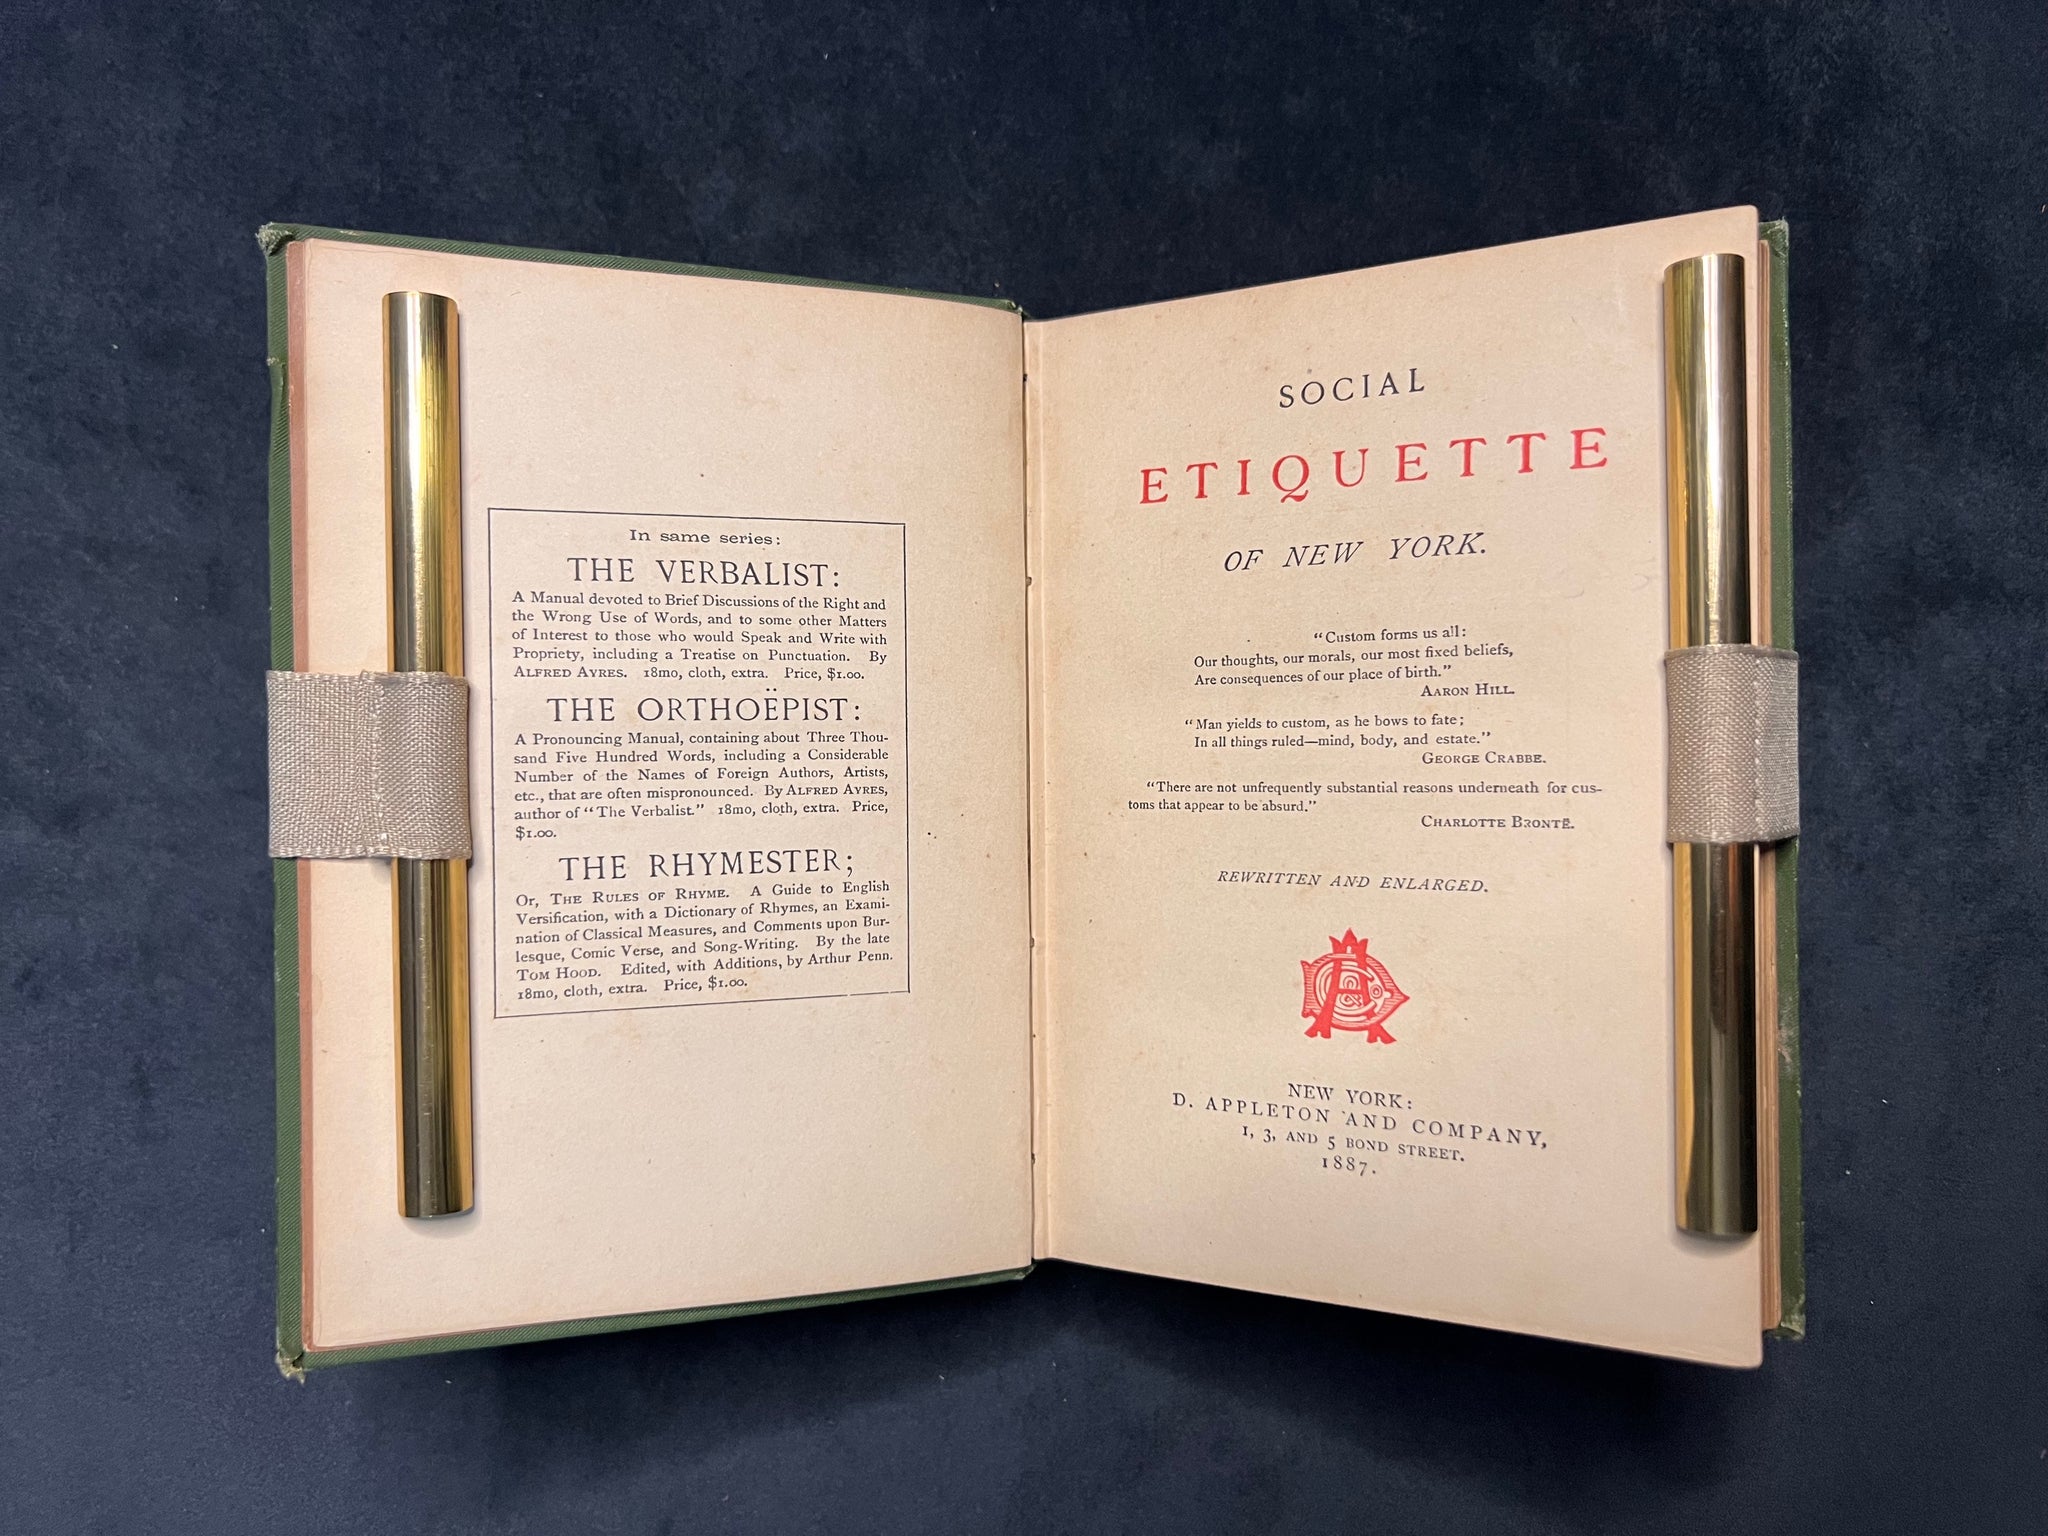 In same series:
THE VERBALIST:
A Manual devoted to Brief Discussions of the Right and
the Wrong Use of Words, and to some other Matters
of Interest to those who would Speak and Write with
Propriety, including a Treatise on Punctuation. By
ALFRED AYRES. 18mo, cloth, extra. Price, $1.00.
THE ORTHOËPIST:
A Pronouncing Manual, containing about Three Thou-
sand Five Hundred Words, including a Considerable
Number of the Names of Foreign Authors, Artists,
etc., that are often mispronounced. By ALFRED AYRES,
author of "The Verbalist." 18mo, cloth, extra. Price,
$1.00.
THE RHYMESTER;
Or, THE RULES OF RHYME. A Guide to English
Versification, with a Dictionary of Rhymes, an Exami-
nation of Classical Measures, and Comments upon Bur-
lesque, Comic Verse, and Song-Writing. By the late
TOM HOOD. Edited, with Additions, by Arthur Penn.
18mo, cloth, extra. Price, $1.00.
SOCIAL
ETIQUETTE
OF NEW YORK.
"Custom forms us all:
Our thoughts, our morals, our most fixed beliefs,
Are consequences of our place of birth."
AARON HILL.
"Man yields to custom, as he bows to fate;
In all things ruled—mind, body, and estate."
GEORGE CRABBE.
"There are not unfrequently substantial reasons underneath for cus-
toms that appear to be absurd."
CHARLOTTE BRONTË.
REWRITTEN AND ENLARGED.
DA&C
NEW YORK:
D. APPLETON AND COMPANY,
1, 3, AND 5 BOND STREET.
1887.